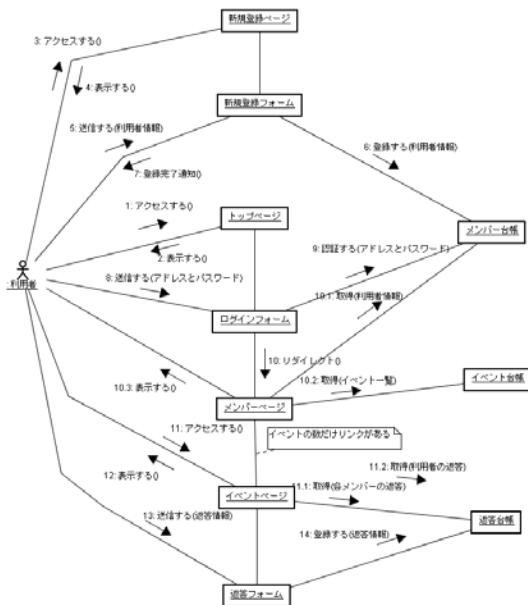 新規登録ページ
3: アクセスする()
4: 表示する()
新規登録フォーム
5: 送信する(利用者情報)
6: 登録する(利用者情報)
7: 登録完了通知()
1: アクセスする()
トップページ
メンバー台帳
2: 表示する()
9: 認証する(アドレスとパスワード)
: 利用者
8: 送信する(アドレスとパスワード)
10.1: 取得(利用者情報)
ログインフォーム
10: リダイレクト()
10.3: 表示する()
10.2: 取得(イベント一覧)
イベント台帳
メンバーページ
11: アクセスする()
イベントの数だけリンクがある
12: 表示する()
11.2: 取得(利用者の返答)
11.1: 取得(各メンバーの返答)
イベントページ
13: 送信する(返答情報)
14: 登録する(返答情報)
返答台帳
返答フォーム